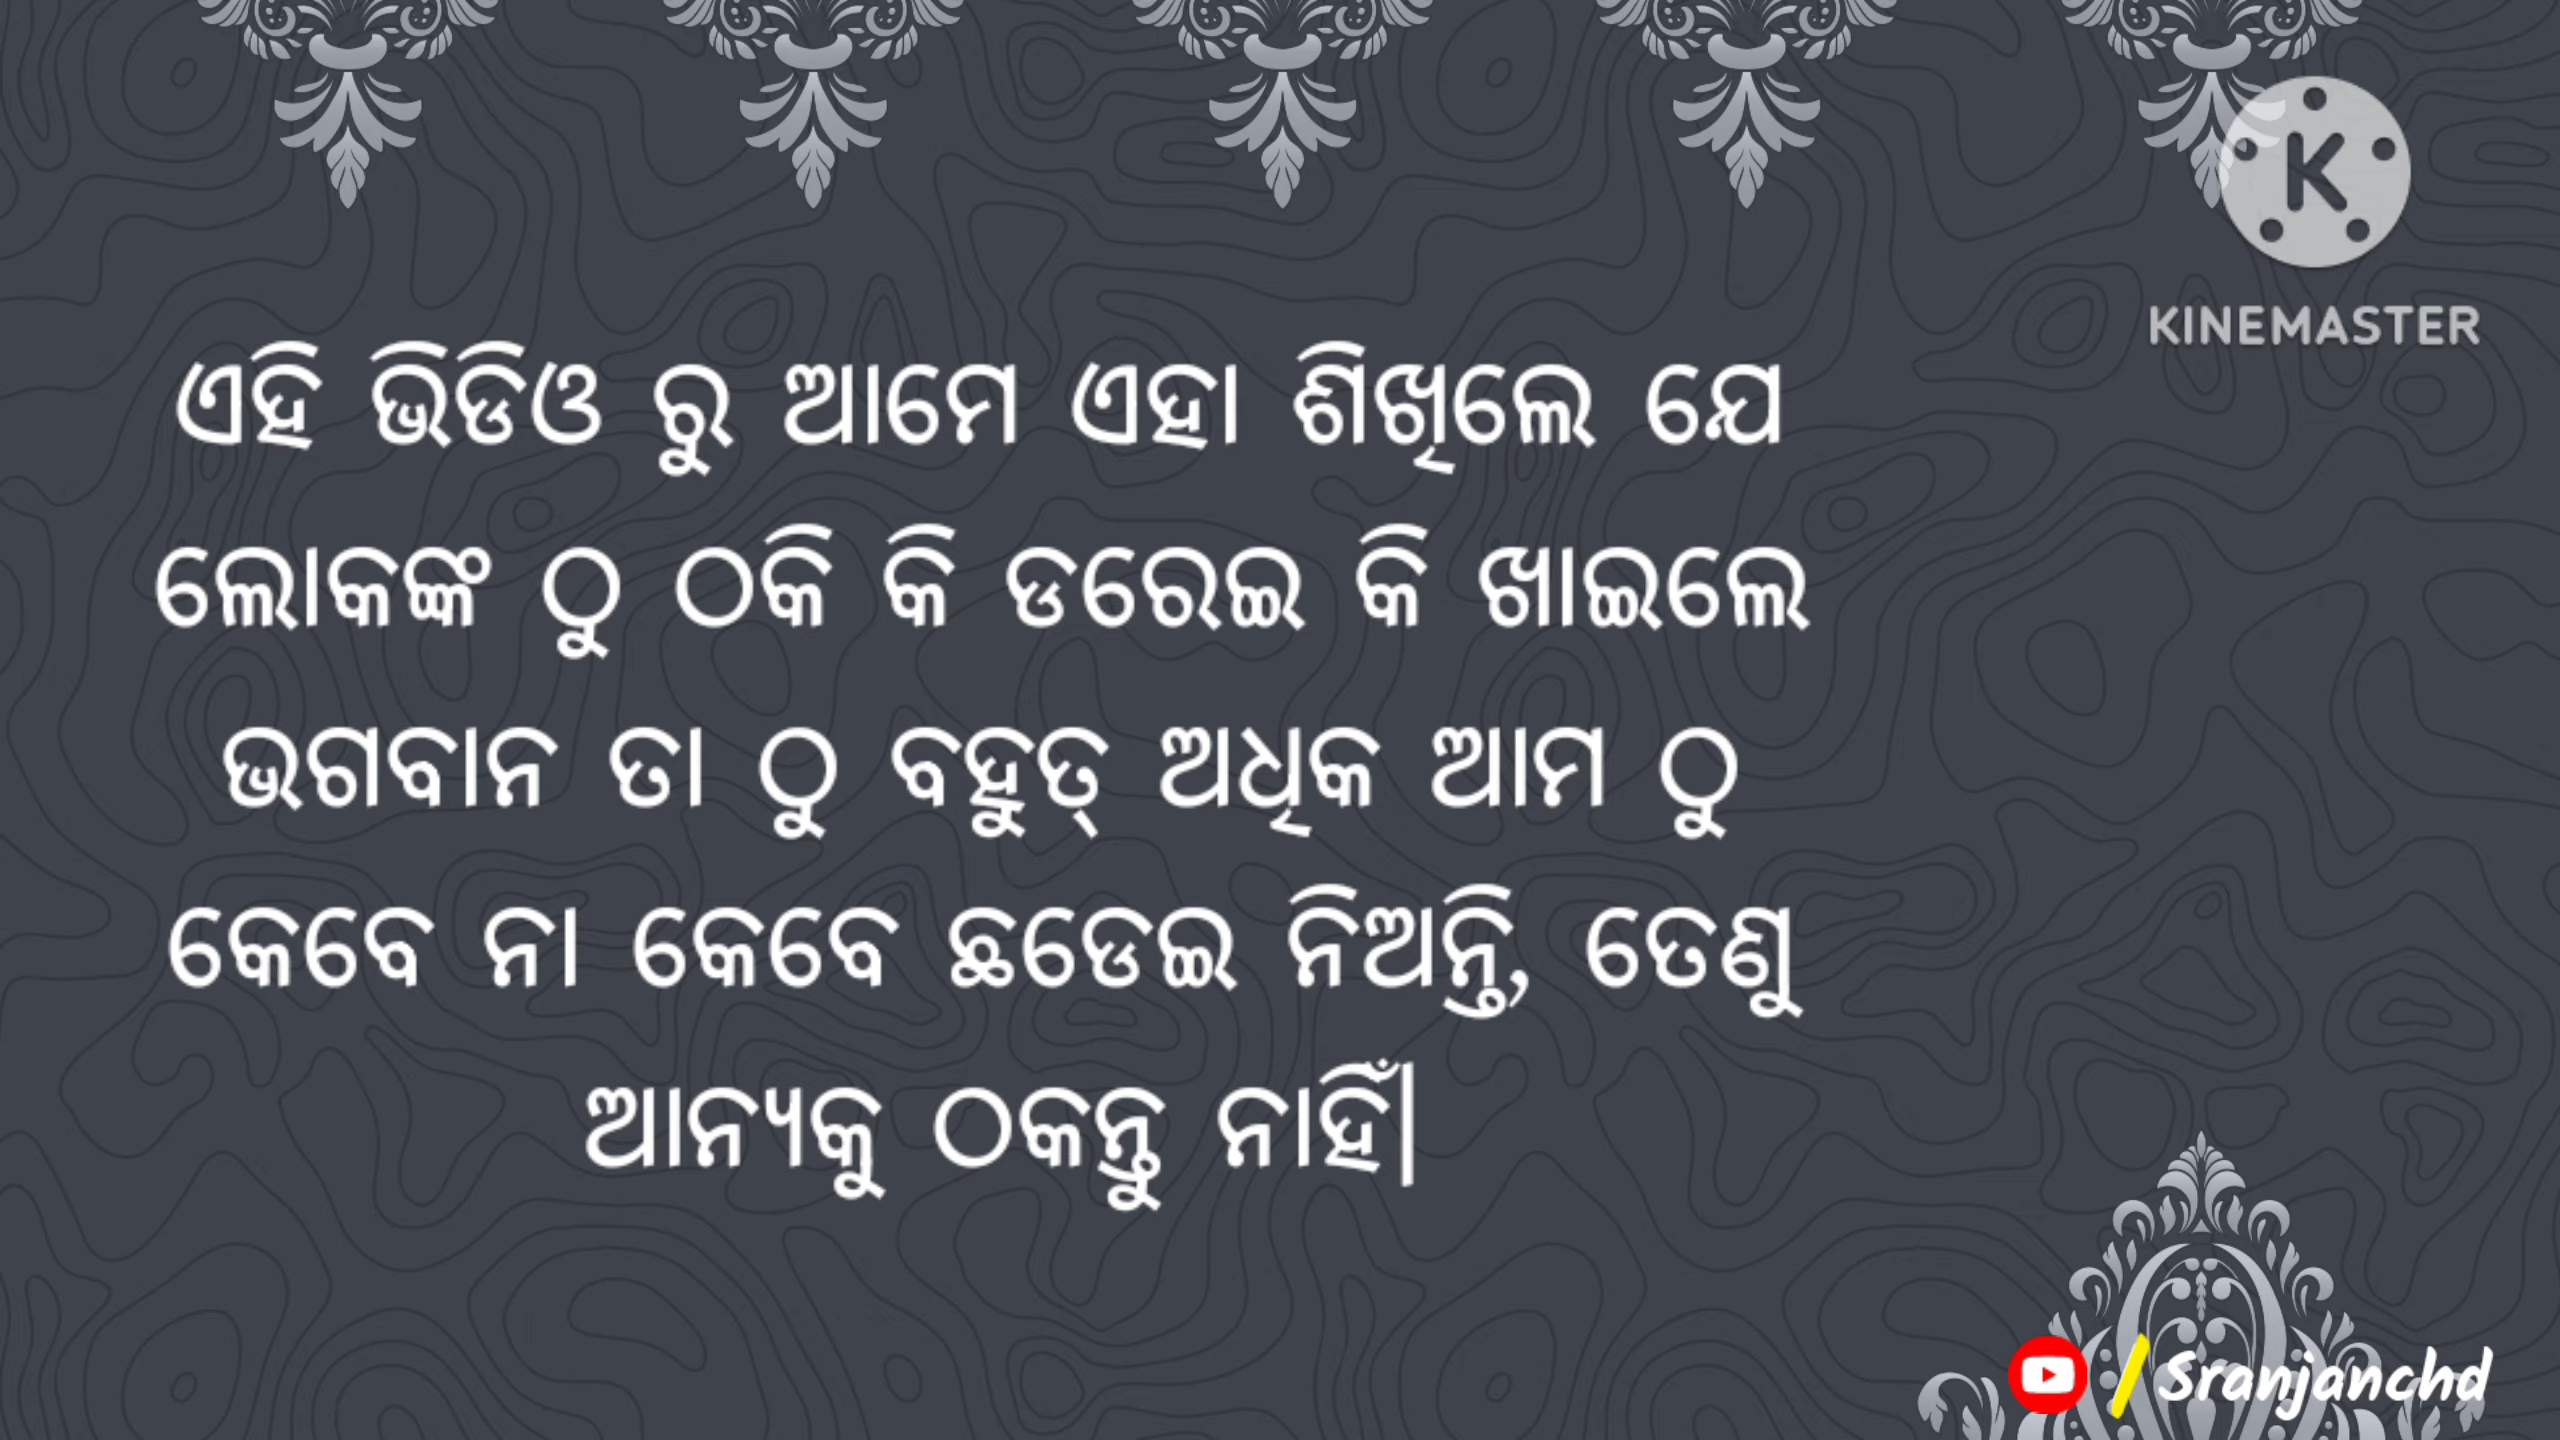 KINEMASTER
ଏହି ଭିଡିଓ ରୁ ଆମେ ଏହା ଶିଖିଲେ ଯେ
ଲୋକଙ୍କ ଠୁ ଠକି କି ଡରେଇ କି ଖାଇଲେ
ଭଗବାନ ତା ଠୁ ବହୁତ୍ ଅଧିକ ଆମ ଠୁ
କେବେ ନା କେବେ ଛଡେଇ ନିଅନ୍ତି, ତେଣୁ
ଆନ୍ୟକୁ ଠକନ୍ତୁ ନାହିଁ|
/Sranjanchd